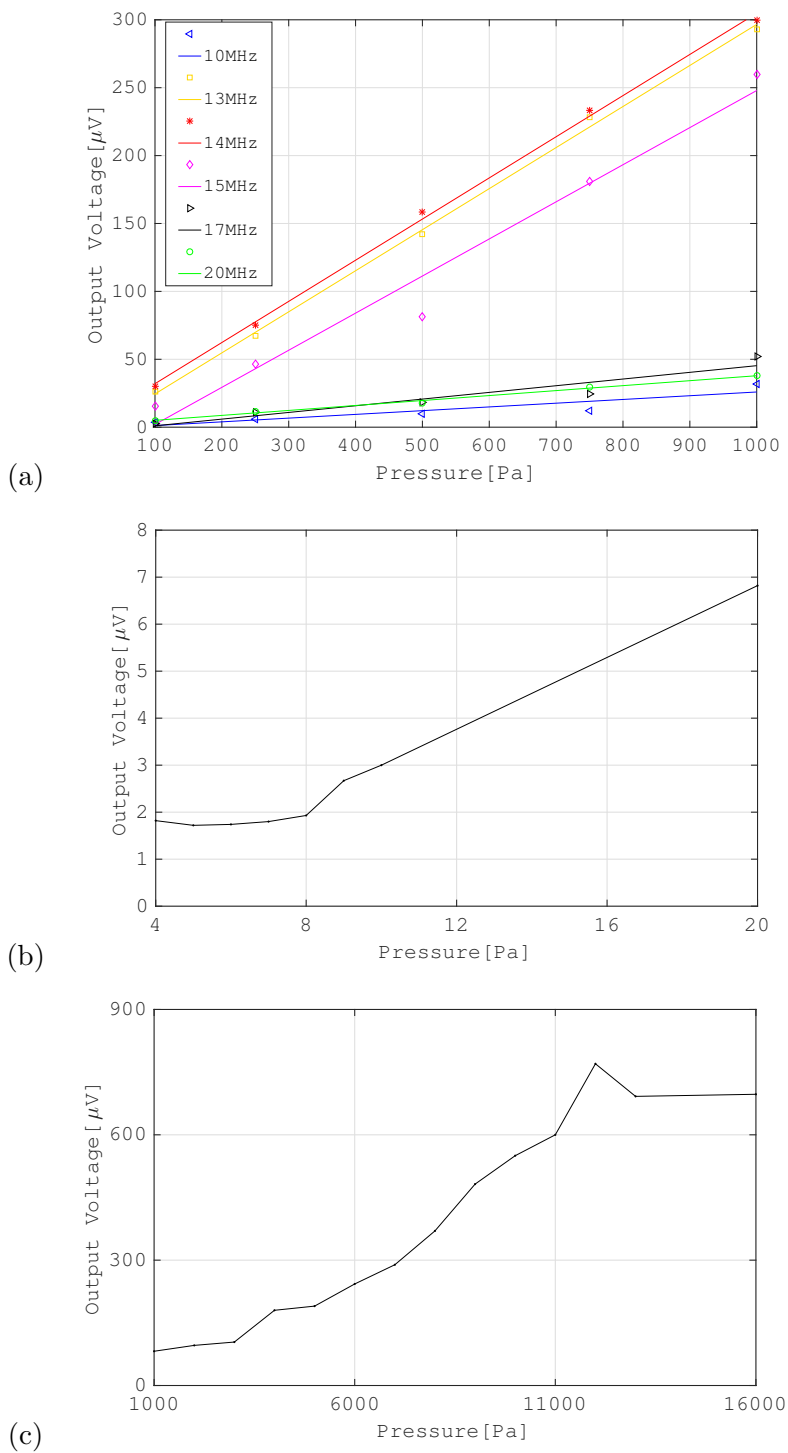 300
250
200
150
100
50
0
Output Voltage[μV]
10MHz
13MHz
14MHz
15MHz
17MHz
20MHz
100 200 300 400 500 600 700 800 900 1000
Pressure[Pa]
(a)
8
7
6
5
4
3
2
1
0
Output Voltage[μV]
4 8 12 16 20
Pressure[Pa]
(b)
900
600
300
0
Output Voltage[μV]
1000 6000 11000 16000
Pressure[Pa]
(c)